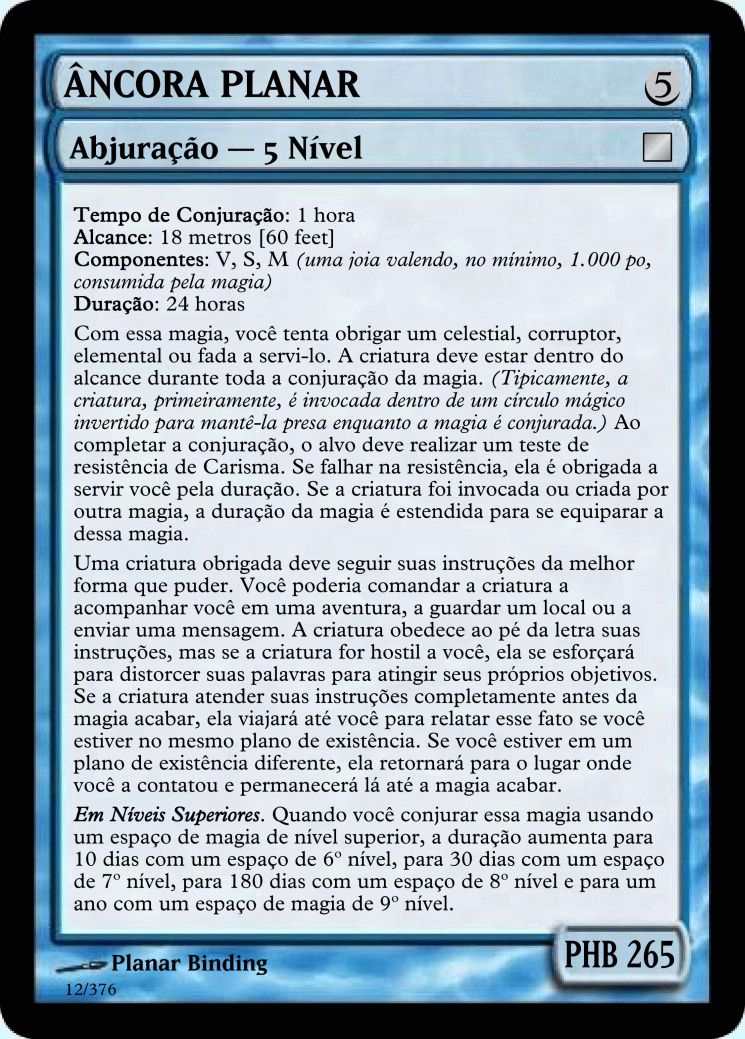 ÂNCORA PLANAR
5
Abjuração — 5 Nível
Tempo de Conjuração: 1 hora
Alcance: 18 metros [60 feet]
Componentes: V, S, M (uma joia valendo, no mínimo, 1.000 po,
consumida pela magia)
Duração: 24 horas
Com essa magia, você tenta obrigar um celestial, corruptor,
elemental ou fada a servi-lo. A criatura deve estar dentro do
alcance durante toda a conjuração da magia. (Tipicamente, a
criatura, primeiramente, é invocada dentro de um círculo mágico
invertido para mantê-la presa enquanto a magia é conjurada.) Ao
completar a conjuração, o alvo deve realizar um teste de
resistência de Carisma. Se falhar na resistência, ela é obrigada a
servir você pela duração. Se a criatura foi invocada ou criada por
outra magia, a duração da magia é estendida para se equiparar a
dessa magia.
Uma criatura obrigada deve seguir suas instruções da melhor
forma que puder. Você poderia comandar a criatura a
acompanhar você em uma aventura, a guardar um local ou a
enviar uma mensagem. A criatura obedece ao pé da letra suas
instruções, mas se a criatura for hostil a você, ela se esforçará
para distorcer suas palavras para atingir seus próprios objetivos.
Se a criatura atender suas instruções completamente antes da
magia acabar, ela viajará até você para relatar esse fato se você
estiver no mesmo plano de existência. Se você estiver em um
plano de existência diferente, ela retornará para o lugar onde
você a contatou e permanecerá lá até a magia acabar.
Em Níveis Superiores. Quando você conjurar essa magia usando
um espaço de magia de nível superior, a duração aumenta para
10 dias com um espaço de 6º nível, para 30 dias com um espaço
de 7º nível, para 180 dias com um espaço de 8º nível e para um
ano com um espaço de magia de 9º nível.
PHB 265
Planar Binding
12/376